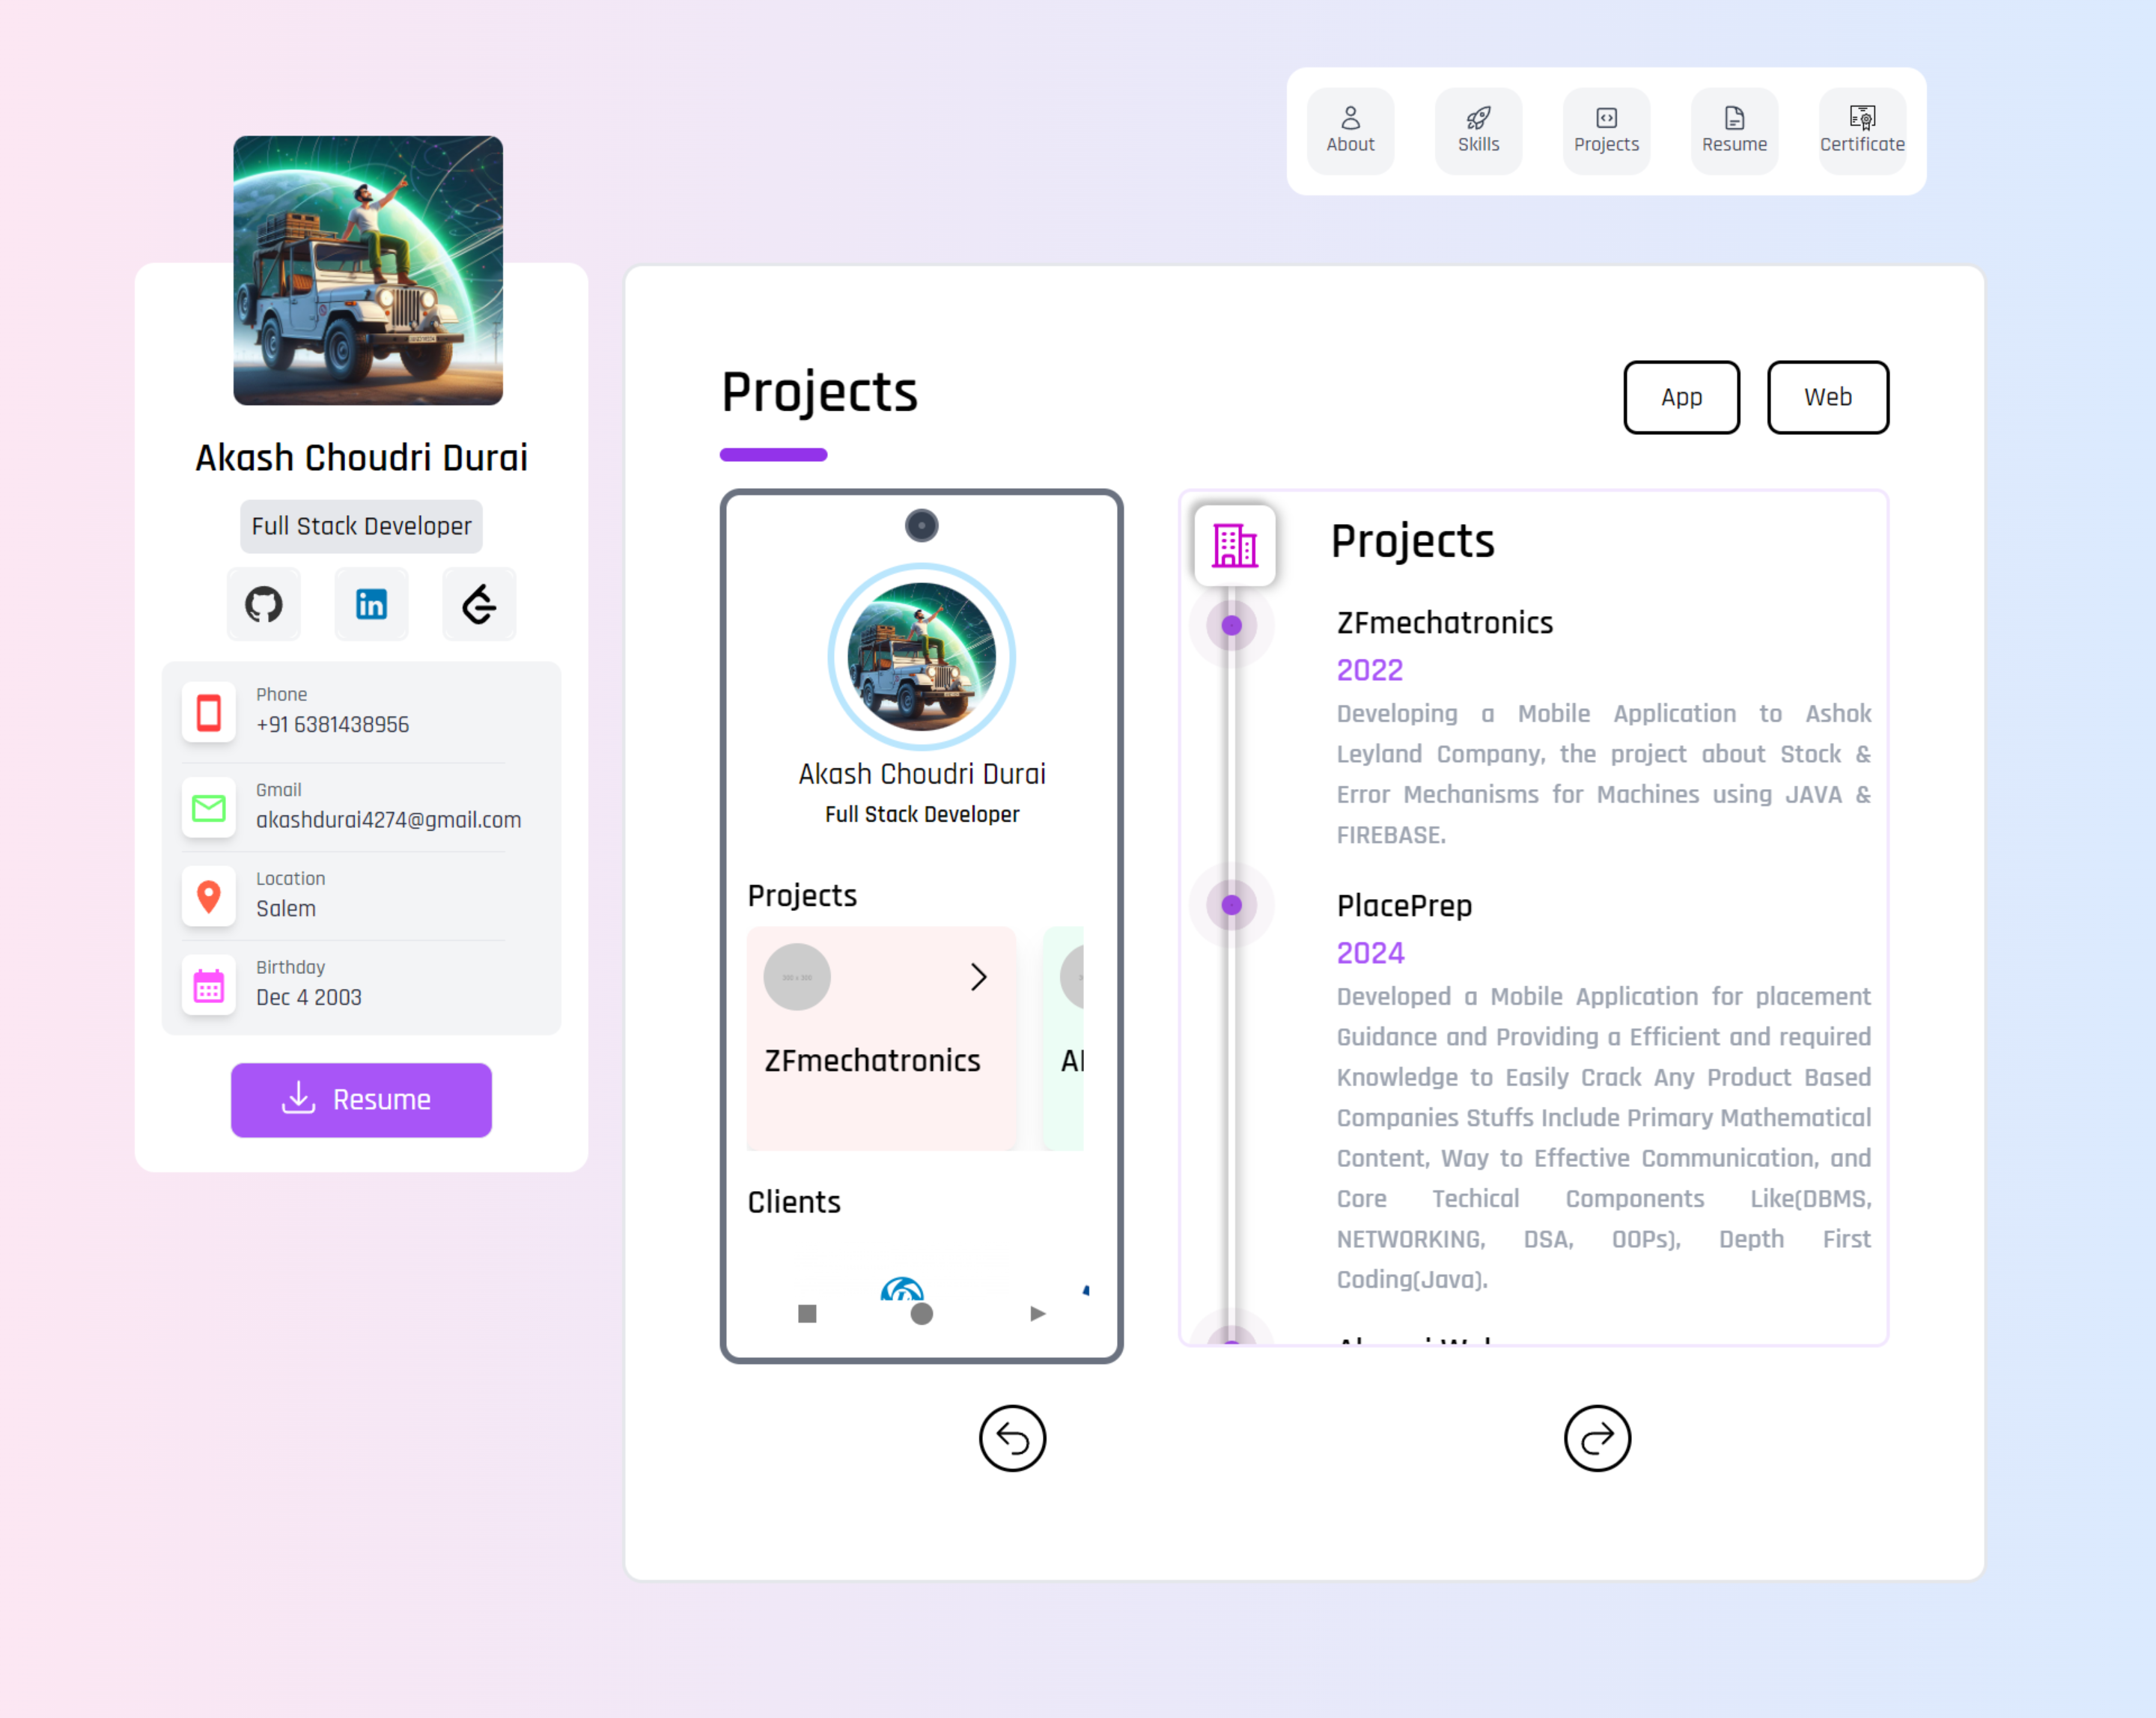 About
Skills
Projects
Resume
Certificate
Akash Choudri Durai
Full Stack Developer
in
Phone
+91 6381438956
Gmail
akashdurai4274@gmail.com
Location
Salem
Birthday
Dec 4 2003
Resume
Projects
App
Web
Akash Choudri Durai
Full Stack Developer
Projects
ZFmechatronics
Clients
Projects
ZFmechatronics
2022
Developing a Mobile Application to Ashok
Leyland Company, the project about Stock &
Error Mechanisms for Machines using JAVA &
FIREBASE.
PlacePrep
2024
Developed a Mobile Application for placement
Guidance and Providing a Efficient and required
Knowledge to Easily Crack Any Product Based
Companies Stuffs Include Primary Mathematical
Content, Way to Effective Communication, and
Core Techical Components Like(DBMS,
NETWORKING, DSA, OOPs), Depth First
Coding(Java).